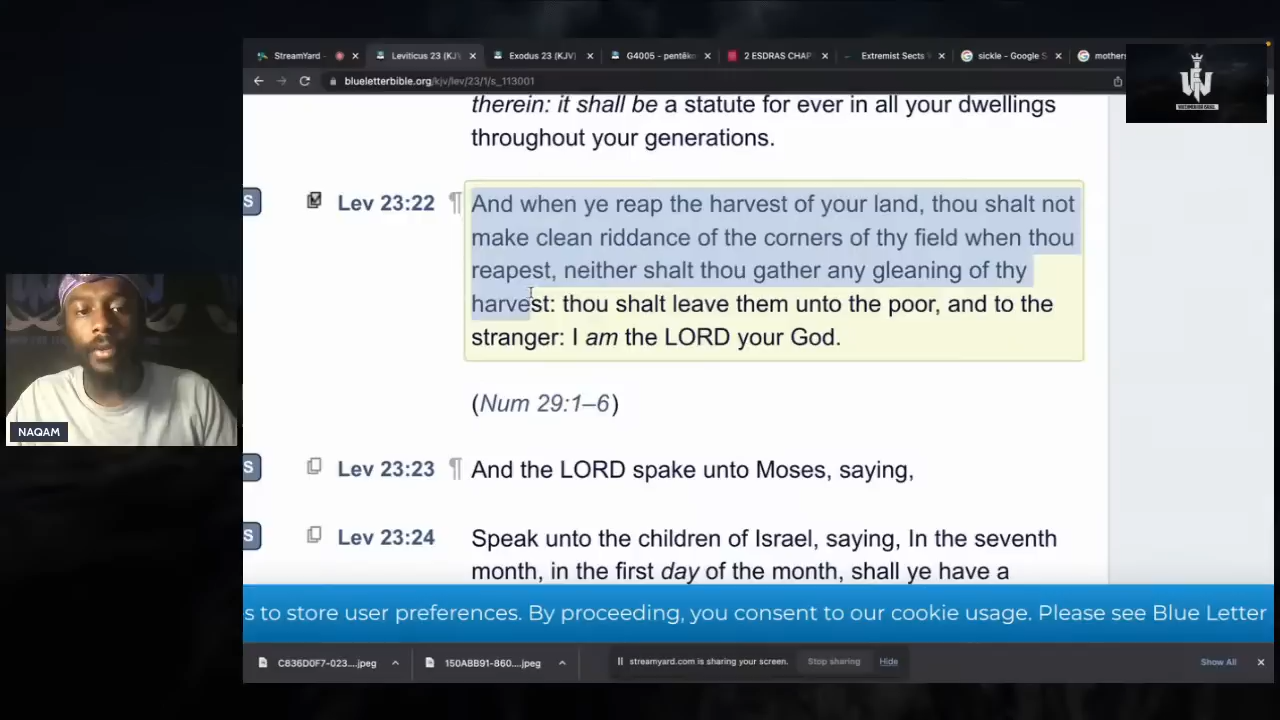 StreamYard -
Leviticus 23 (KJV
Exodus 23 (KJV)
G4005 - pentēko
2 ESDRAS CHAP
Extremist Sects
sickle - Google S
mother
blueletterbible.org/kjv/lev/23/1/s_113001
therein: it shall be a statute for ever in all your dwellings
throughout your generations.
S
Lev 23:22
¶ And when ye reap the harvest of your land, thou shalt not
make clean riddance of the corners of thy field when thou
reapest, neither shalt thou gather any gleaning of thy
harvest: thou shalt leave them unto the poor, and to the
stranger: I am the LORD your God.
(Num 29:1–6)
S
Lev 23:23
¶ And the LORD spake unto Moses, saying,
S
Lev 23:24
Speak unto the children of Israel, saying, In the seventh
month, in the first day of the month, shall ye have a
s to store user preferences. By proceeding, you consent to our cookie usage. Please see Blue Letter
C836D0F7-023....jpeg
150ABB91-860....jpeg
streamyard.com is sharing your screen.
Stop sharing
Hide
Show All
NAQAM